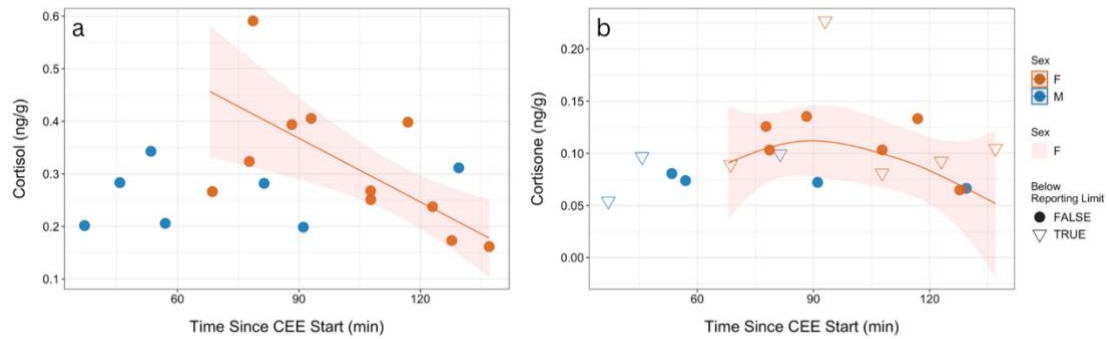 a
0.6
0.5
0.4
0.3
0.2
0.1
Cortisol (ng/g)
60
90
120
Time Since CEE Start (min)
b
0.20
0.15
0.10
0.05
0.00
Cortisone (ng/g)
60
90
120
Time Since CEE Start (min)
Sex
F
M
Sex
F
Below
Reporting Limit
FALSE
TRUE